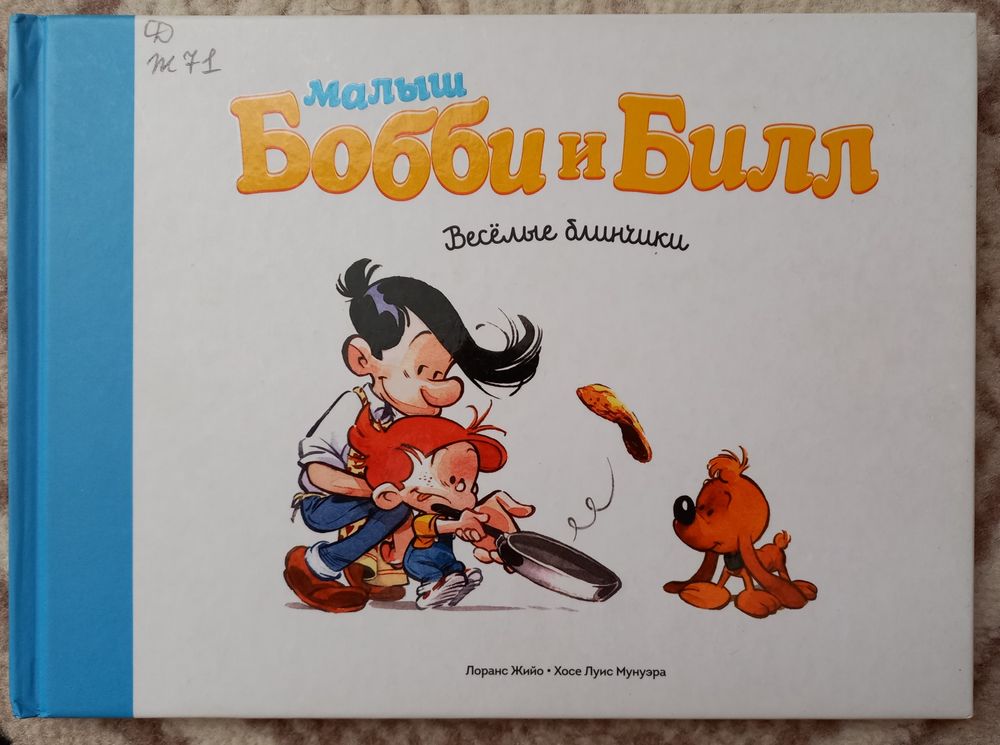 Д
Ж71
малыш
Бобби и Билл
Весёлые блинчики
Лоранс Жийо • Хосе Луис Мунуэра